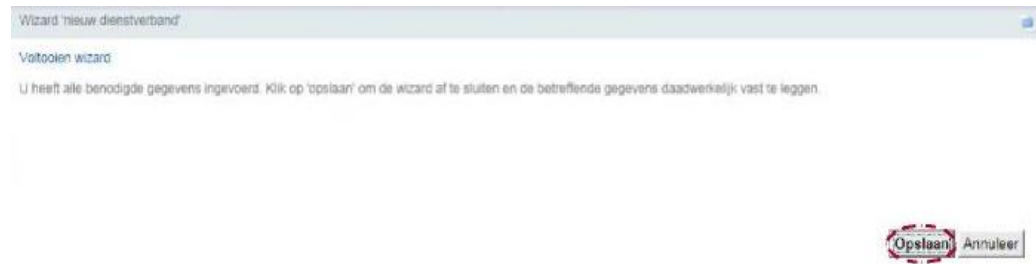 Wizard 'nieuw dienstverband'
Voltooien wizard
U heeft alle benodigde gegevens ingevoerd. Klik op 'opslaan' om de wizard af te sluiten en de betreffende gegevens daadwerkelijk vast te leggen.
Opslaan Annuleer